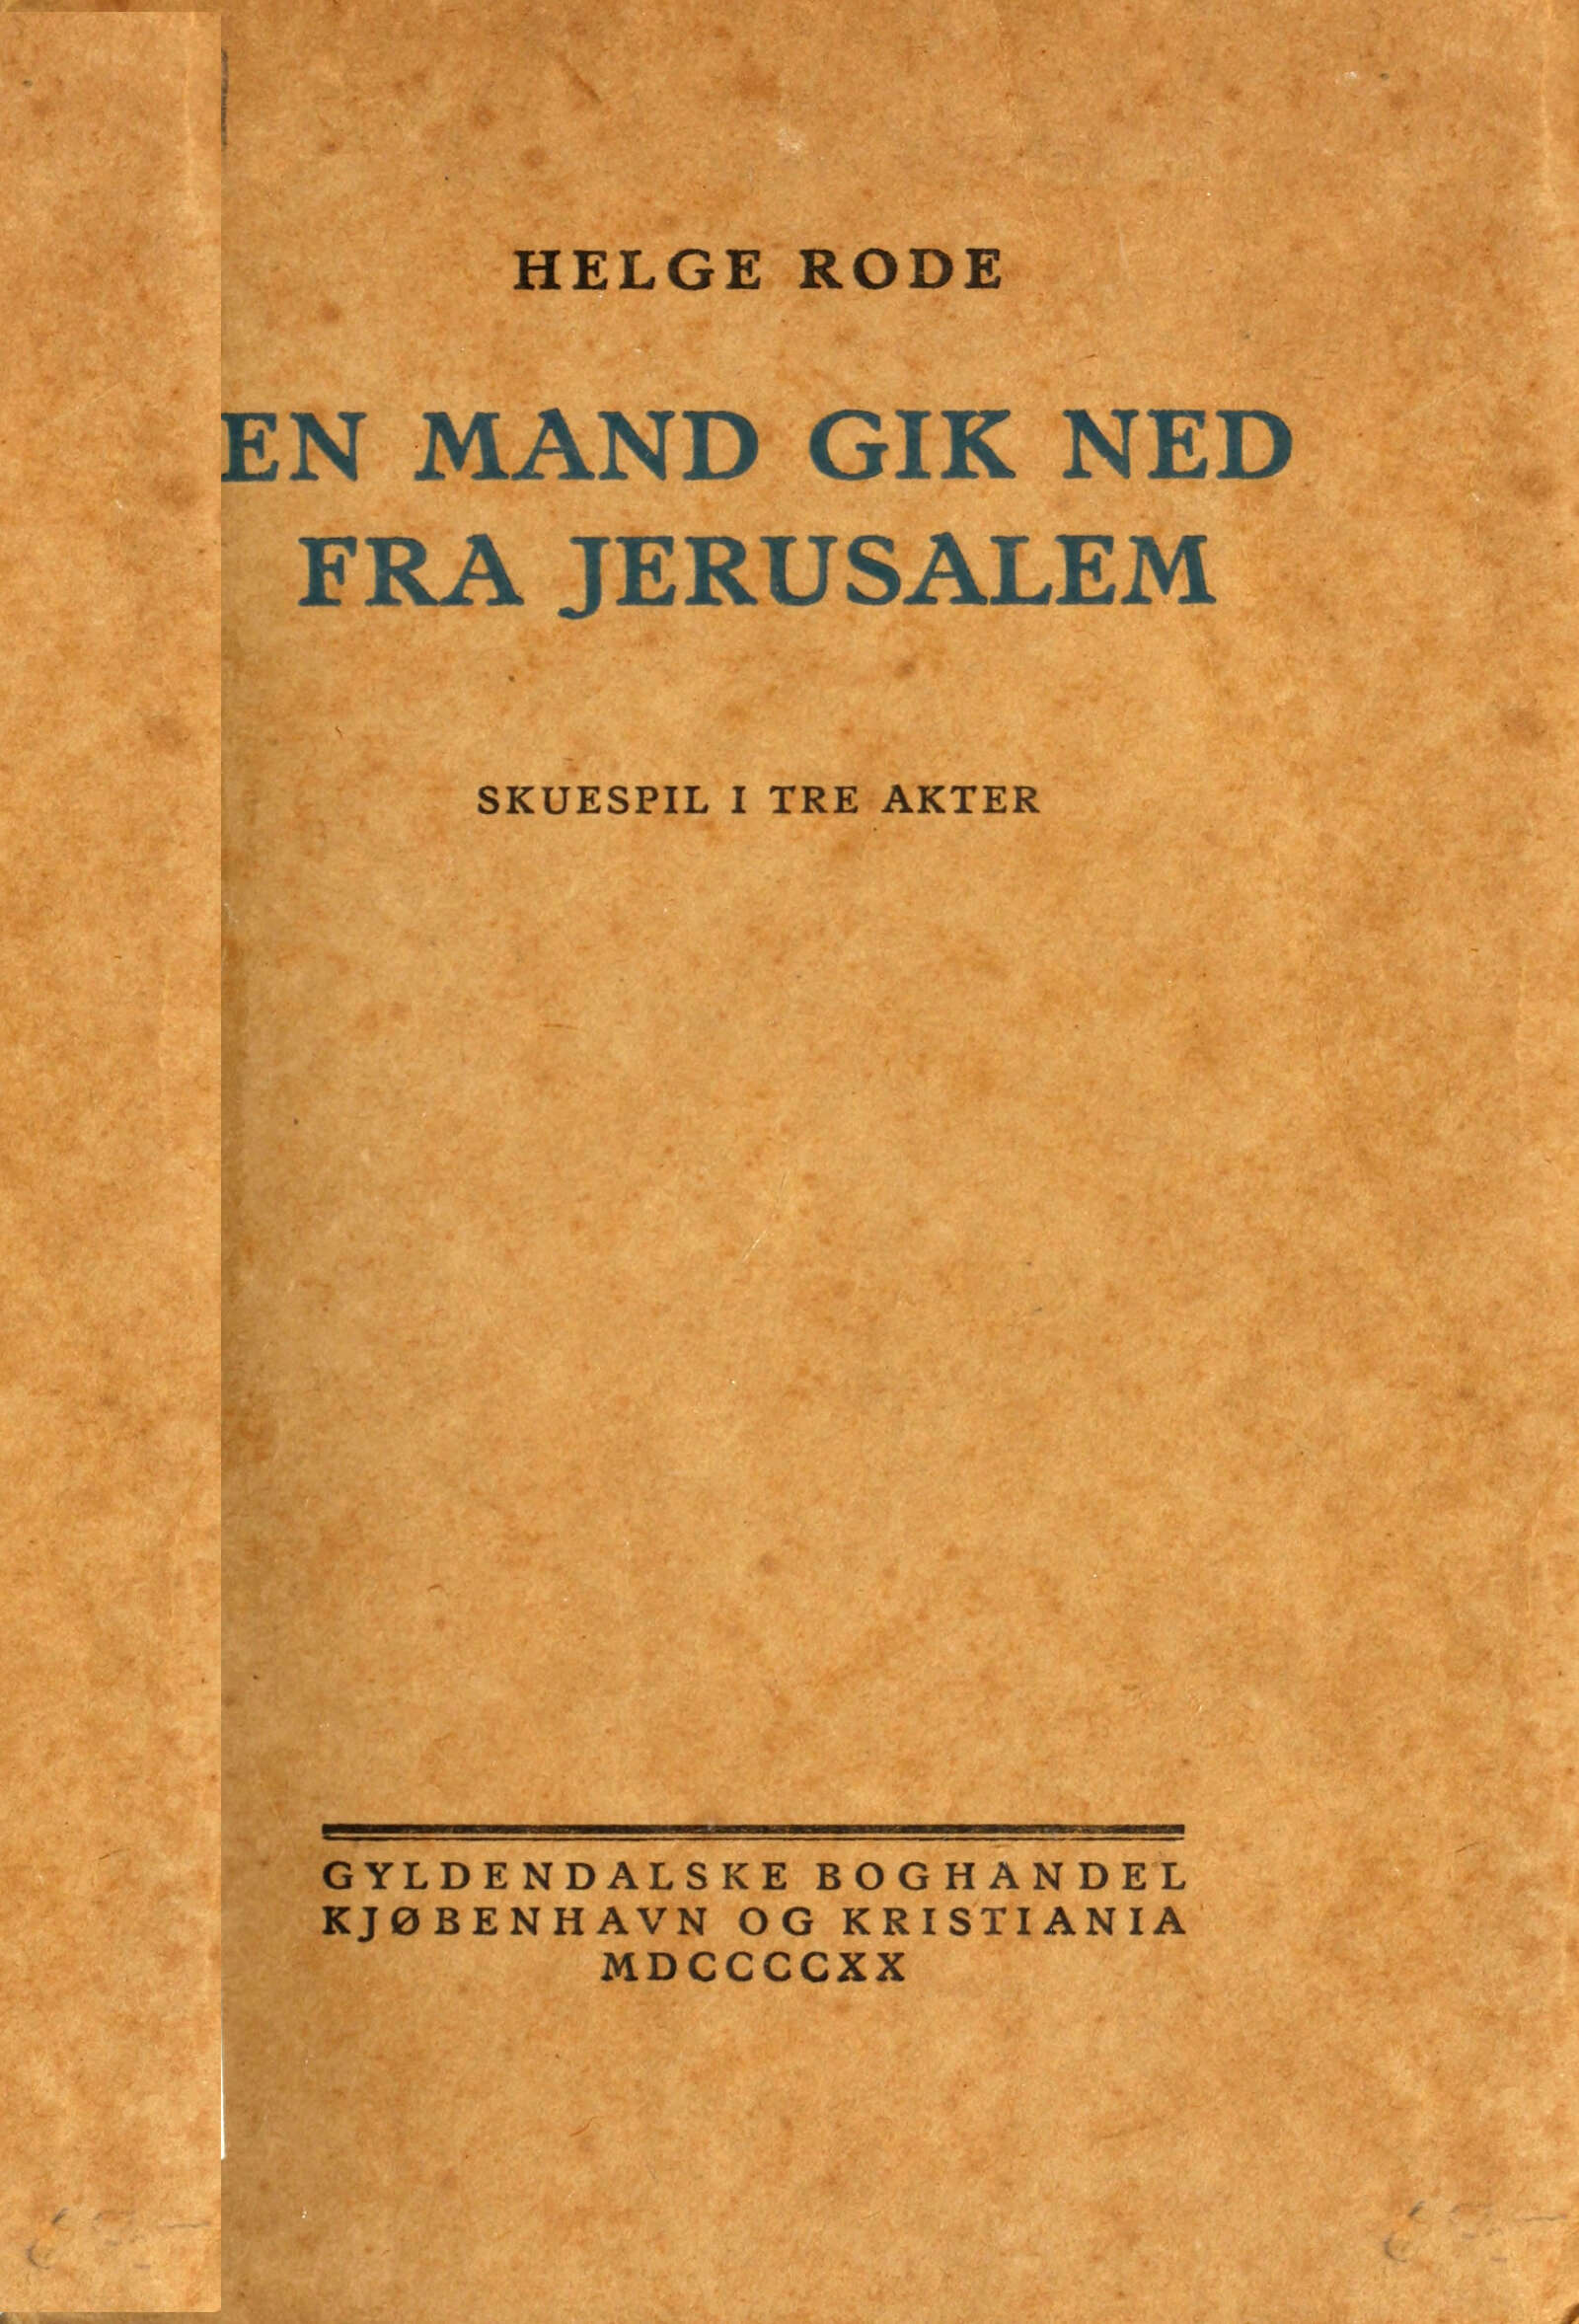 HELGE RODE
EN MAND GIK NED
FRA JERUSALEM
SKUESPIL I TRE AKTER
GYLDENDALSKE BOGHANDEL
KJØBENHAVN OG KRISTIANIA
MDCCCCXX